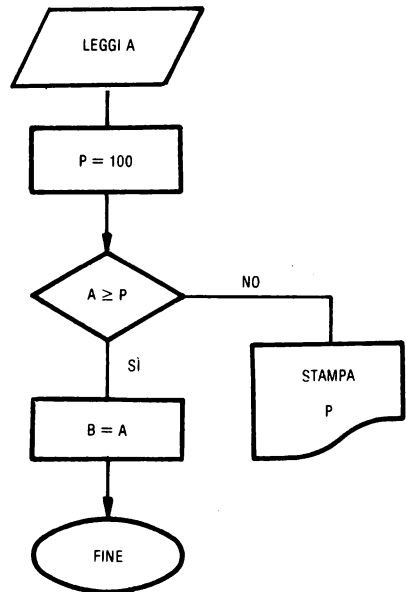 LEGGI A
P = 100
A ≥ P
NO
SÌ
STAMPA
P
B = A
FINE